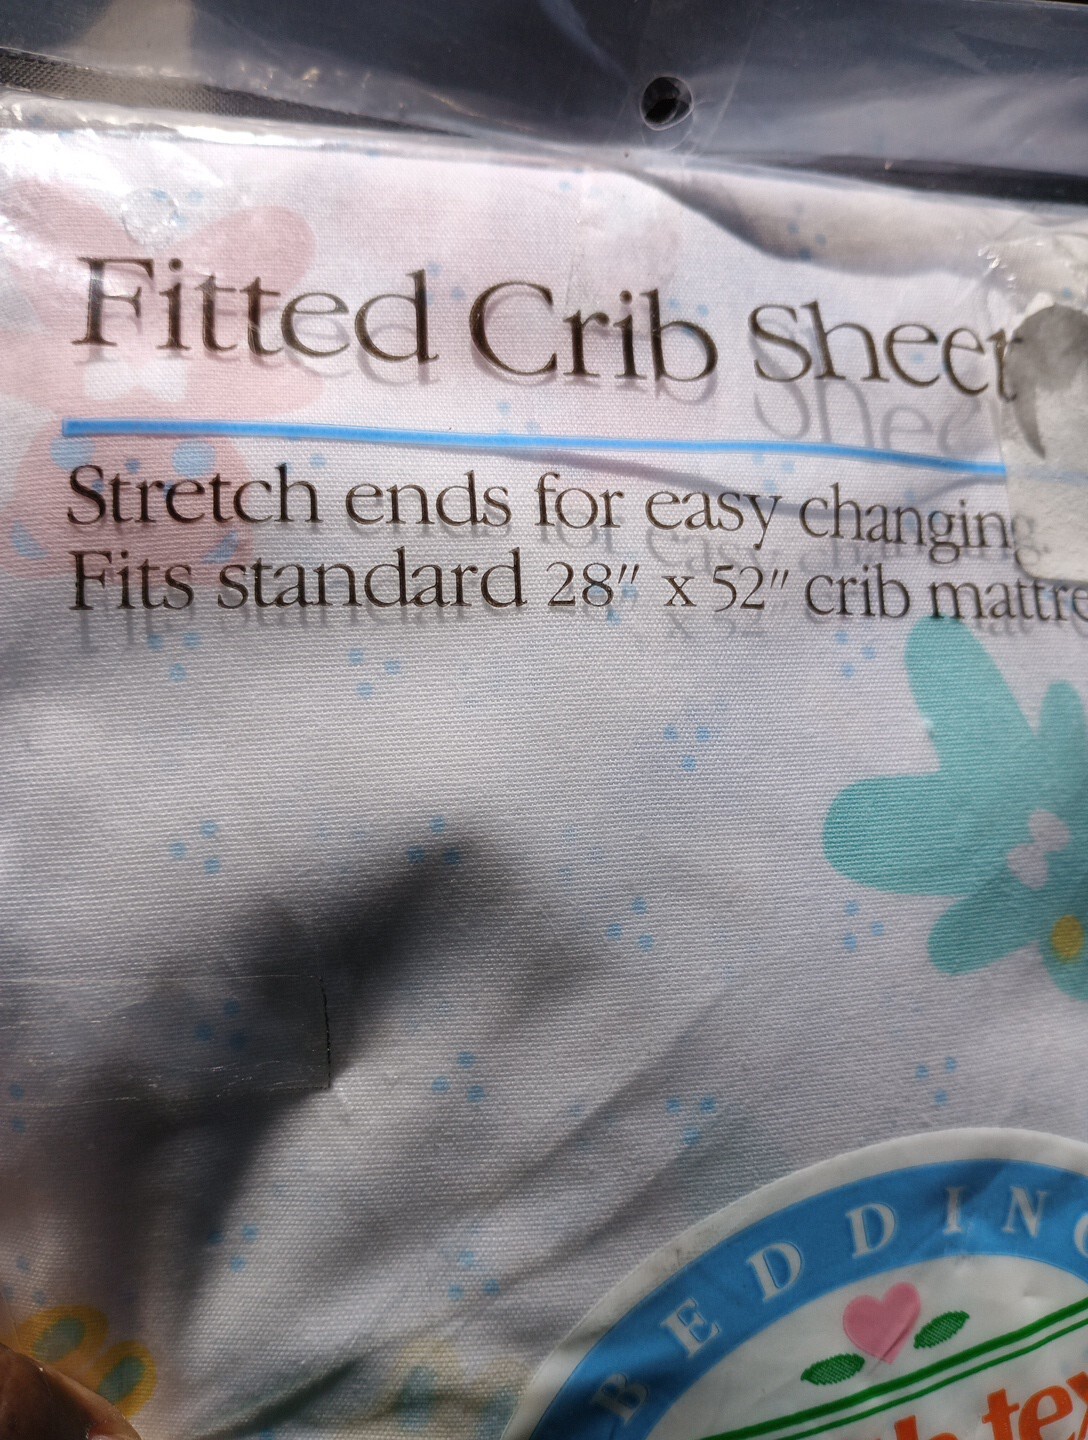 Fitted Crib Sheet
Stretch ends for easy changing
Fits standard 28" x 52" crib mattre
BEDDING